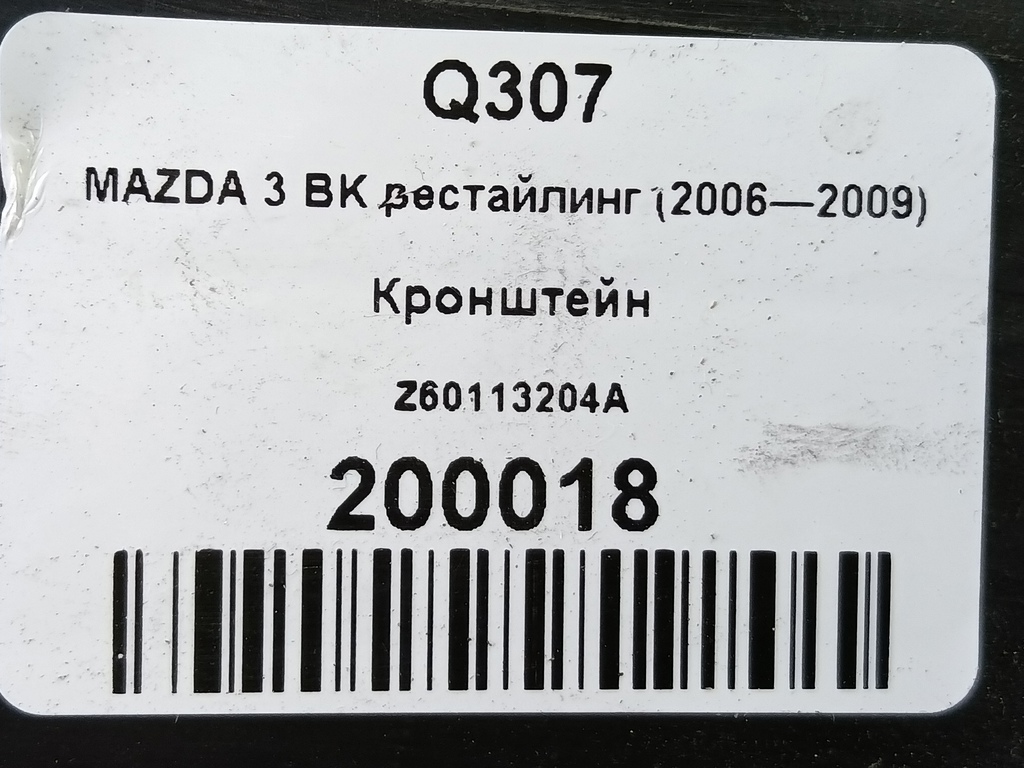 Q307
MAZDA 3 BK рестайлинг (2006—2009)
Кронштейн
Z60113204A
200018